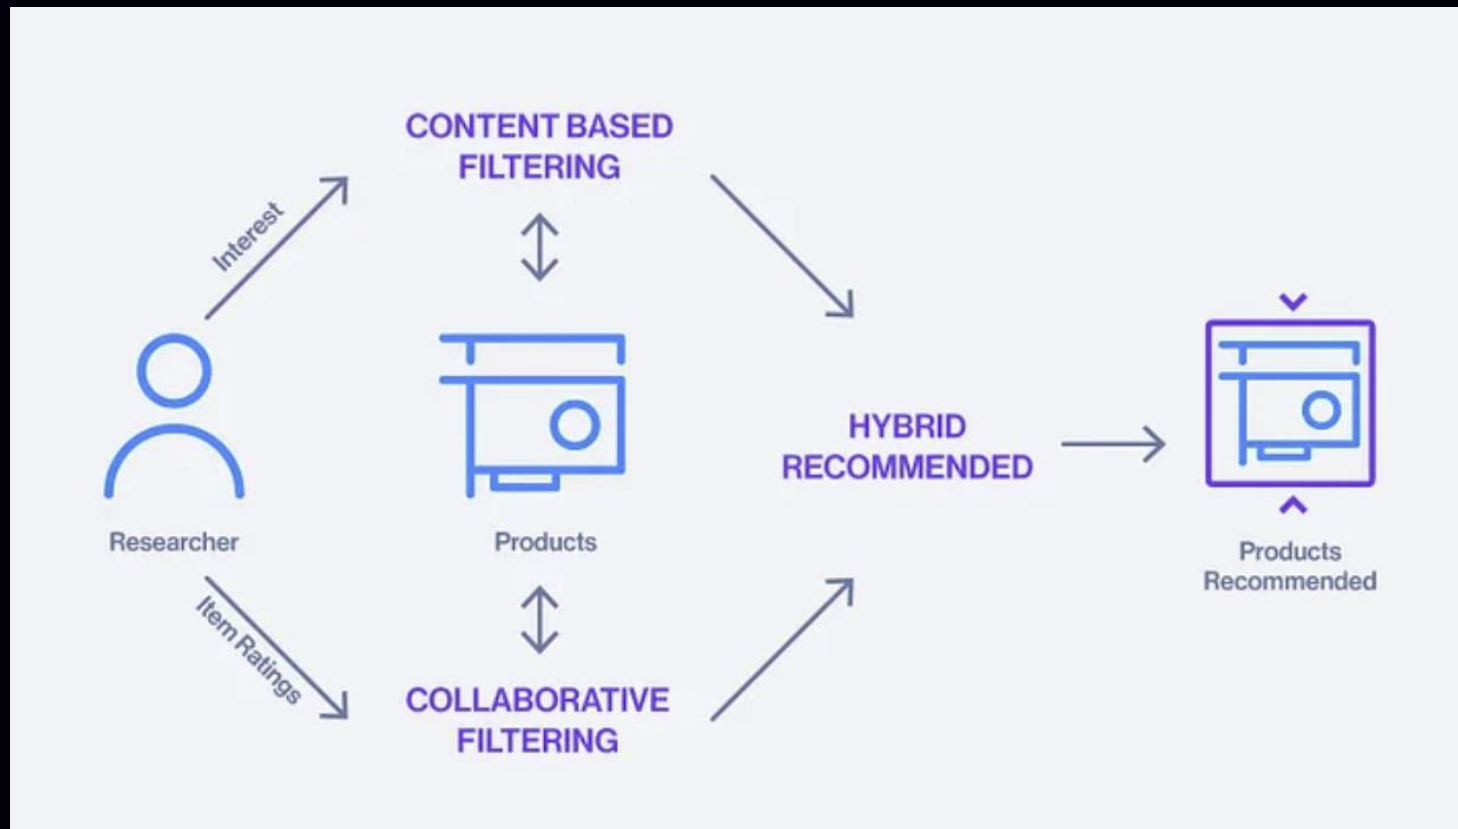 CONTENT BASED
FILTERING
Interest
Researcher
Products
Item Ratings
COLLABORATIVE
FILTERING
HYBRID
RECOMMENDED
Products
Recommended